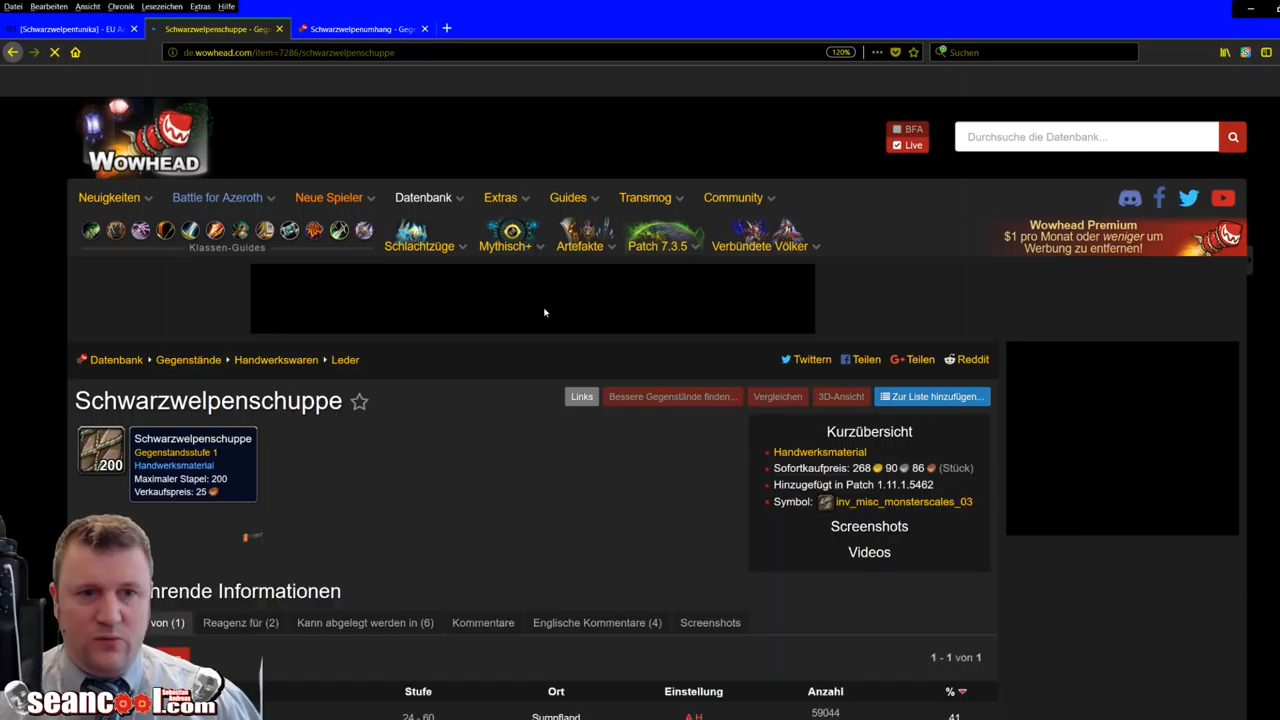 Datei Bearbeiten Ansicht Chronik Lesezeichen Extras Hilfe
[Schwarzwelpentunika] - EU A
Schwarzwelpenschuppe - Geg
Schwarzwelpenumhang - Geg
de.wowhead.com/item=7286/schwarzwelpenschuppe
120%
Suchen
WOWHEAD
BFA
Live
Durchsuche die Datenbank...
Neuigkeiten Battle for Azeroth Neue Spieler Datenbank Extras Guides Transmog Community
Klassen-Guides
Schlachtzüge Mythisch+ Artefakte Patch 7.3.5 Verbündete Völker
Wowhead Premium
$1 pro Monat oder weniger um
Werbung zu entfernen!
Datenbank Gegenstände Handwerkswaren Leder
Twittern Teilen G+ Teilen Reddit
Schwarzwelpenschuppe
Links Bessere Gegenstände finden... Vergleichen 3D-Ansicht Zur Liste hinzufügen...
200
Schwarzwelpenschuppe
Gegenstandsstufe 1
Handwerksmaterial
Maximaler Stapel: 200
Verkaufspreis: 25
Kurzübersicht
Handwerksmaterial
Sofortkaufpreis: 268 90 86 (Stück)
Hinzugefügt in Patch 1.11.1.5462
Symbol: inv_misc_monsterscales_03
Screenshots
Videos
hrende Informationen
von (1) Reagenz für (2) Kann abgelegt werden in (6) Kommentare Englische Kommentare (4) Screenshots
1 - 1 von 1
Stufe Ort Einstellung Anzahl %
24 - 60 Sumpfland A H 59044 41
Sebastian
Andreas
seancool.com